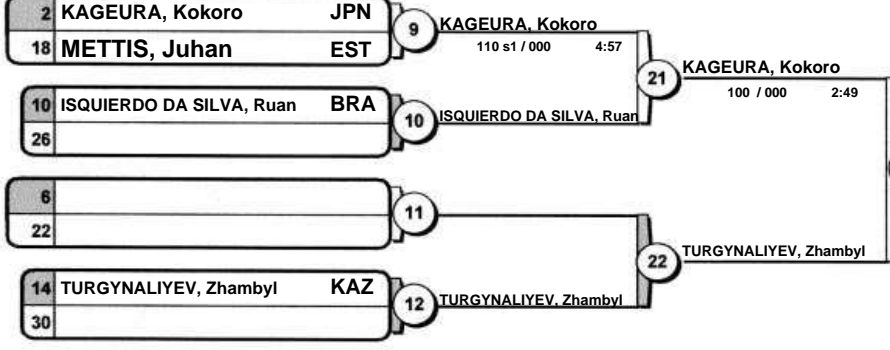 2 KAGEURA, Kokoro JPN
18 METTIS, Juhan EST
9
KAGEURA, Kokoro
110 s1 / 000 4:57
10 ISQUIERDO DA SILVA, Ruan BRA
26
10
ISQUIERDO DA SILVA, Ruan
21
KAGEURA, Kokoro
100 / 000 2:49
6
22
11
14 TURGYNALIYEV, Zhambyl KAZ
30
12
TURGYNALIYEV, Zhambyl
22
TURGYNALIYEV, Zhambyl